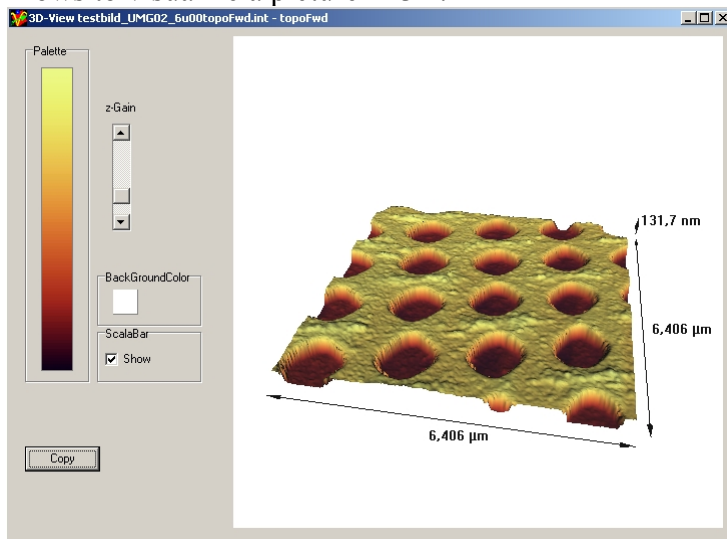 3D-View testbild_UMG02_6u00topoFwd.int - topoFwd
Palette
z-Gain
131,7 nm
BackGroundColor
6,406 µm
ScalaBar
Show
6,406 µm
Copy